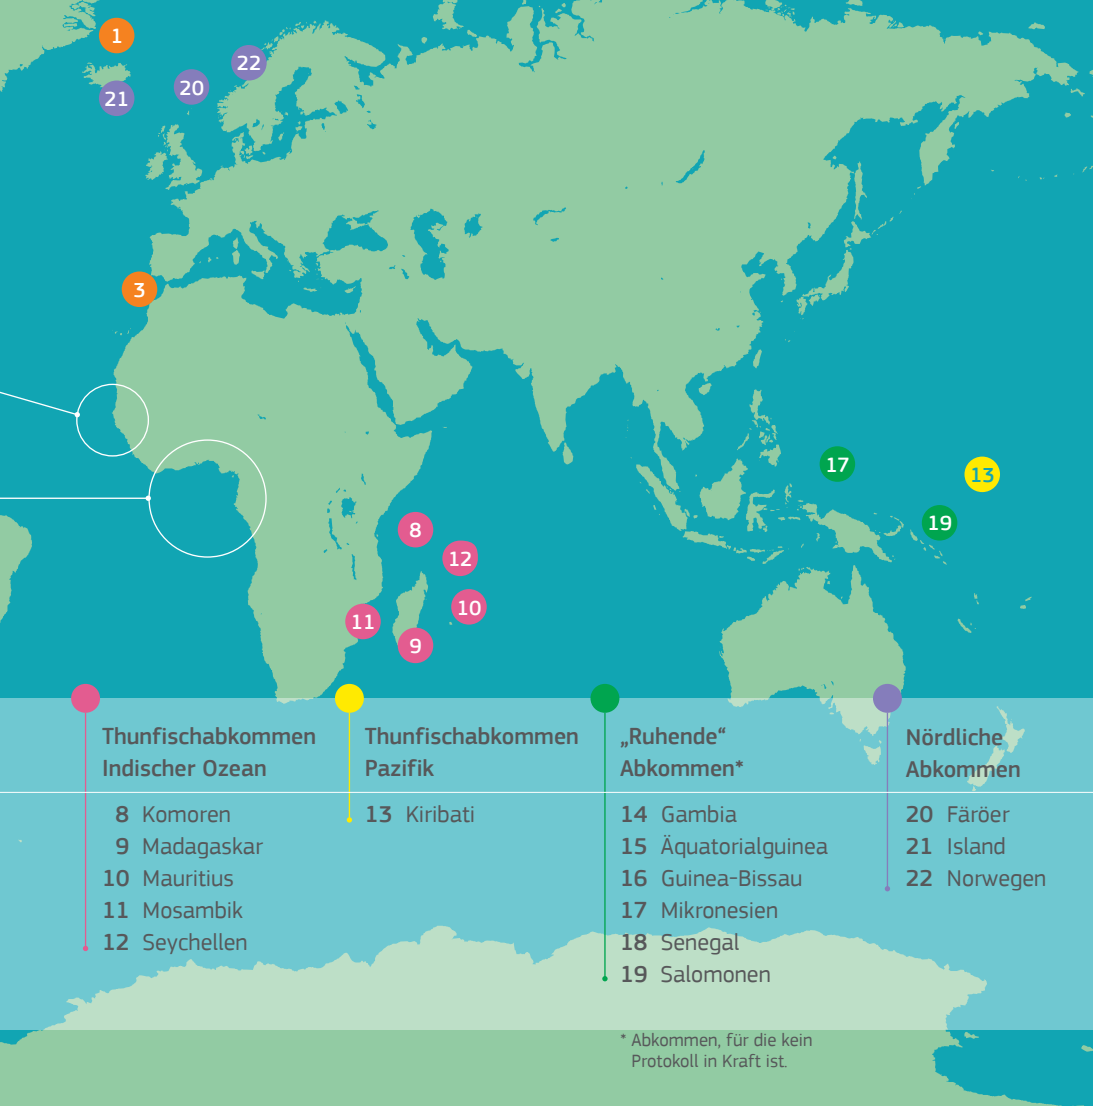 1
22
20
21
3
17
13
19
8
12
10
11
9
Thunfischabkommen
Indischer Ozean
8 Komoren
9 Madagaskar
10 Mauritius
11 Mosambik
12 Seychellen
Thunfischabkommen
Pazifik
13 Kiribati
„Ruhende“
Abkommen*
14 Gambia
15 Äquatorialguinea
16 Guinea-Bissau
17 Mikronesien
18 Senegal
19 Salomonen
* Abkommen, für die kein
Protokoll in Kraft ist.
Nördliche
Abkommen
20 Färöer
21 Island
22 Norwegen